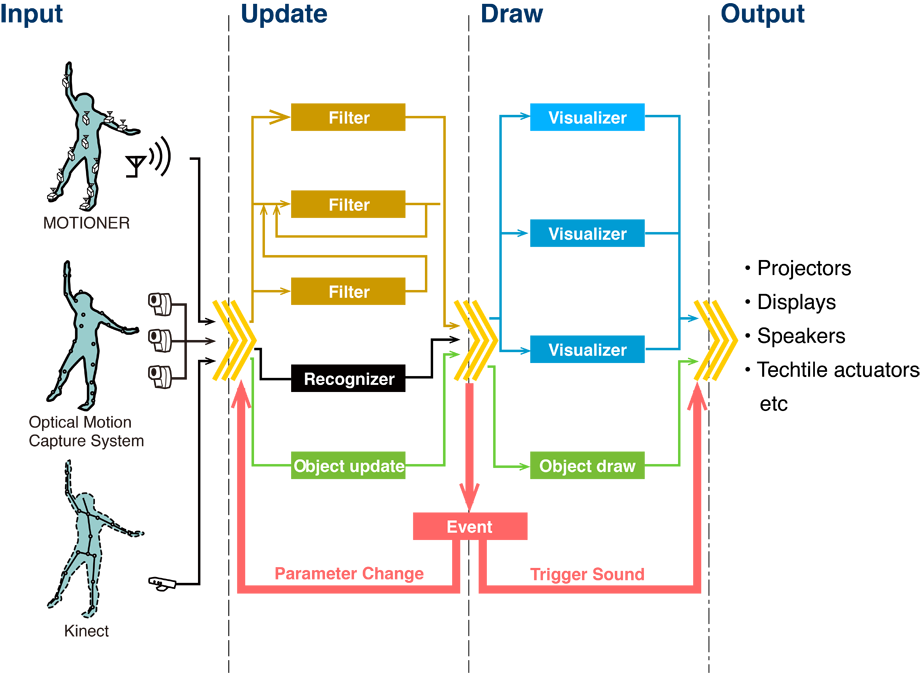 Input
Update
Draw
Output
MOTIONER
Optical Motion
Capture System
Kinect
Filter
Filter
Filter
Recognizer
Object update
Visualizer
Visualizer
Visualizer
Object draw
Event
Parameter Change
Trigger Sound
・Projectors
・Displays
・Speakers
・Techtile actuators
etc